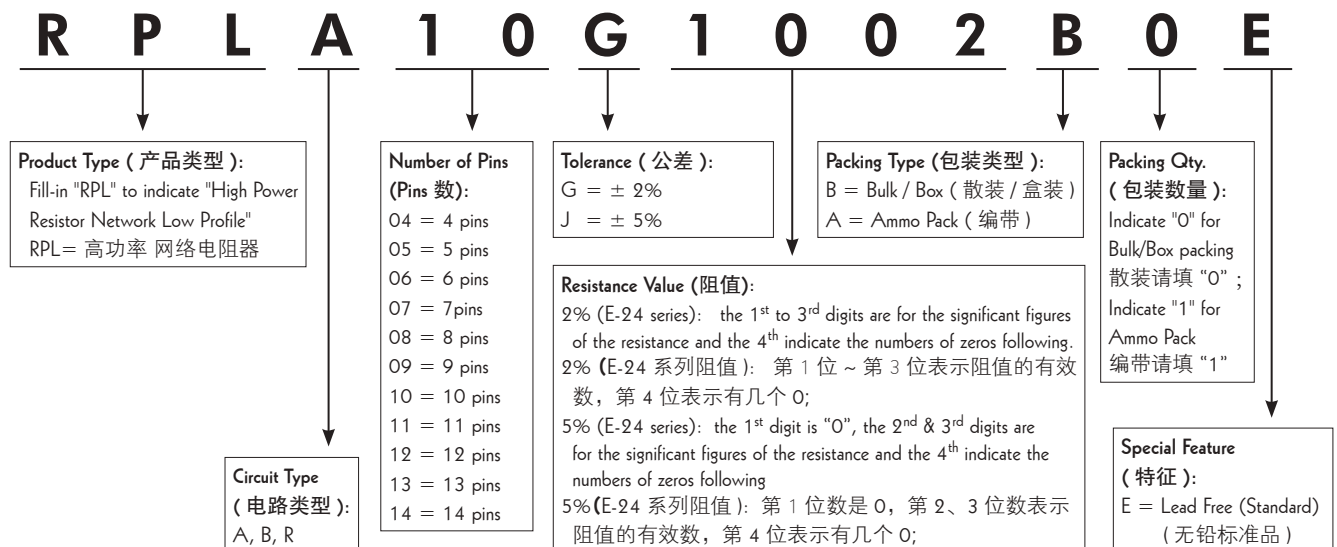 R P L A 1 0 G 1 0 0 2 B 0 E
Product Type ( 产品类型 ):
Fill-in "RPL" to indicate "High Power
Resistor Network Low Profile"
RPL= 高功率 网络电阻器
Circuit Type
( 电路类型 ):
A, B, R
Number of Pins
(Pins 数):
04 = 4 pins
05 = 5 pins
06 = 6 pins
07 = 7pins
08 = 8 pins
09 = 9 pins
10 = 10 pins
11 = 11 pins
12 = 12 pins
13 = 13 pins
14 = 14 pins
Tolerance ( 公差 ):
G = ± 2%
J = ± 5%
Resistance Value (阻值):
2% (E-24 series): the 1st to 3rd digits are for the significant figures
of the resistance and the 4th indicate the numbers of zeros following.
2% (E-24 系列阻值 ): 第 1 位 ~ 第 3 位表示阻值的有效
数，第 4 位表示有几个 0;
5% (E-24 series): the 1st digit is “0”, the 2nd & 3rd digits are
for the significant figures of the resistance and the 4th indicate the
numbers of zeros following
5%(E-24 系列阻值 ): 第 1 位数是 0，第 2、3 位数表示
阻值的有效数，第 4 位表示有几个 0;
Packing Type (包装类型 ):
B = Bulk / Box ( 散装 / 盒装 )
A = Ammo Pack ( 编带 )
Packing Qty.
( 包装数量 ):
Indicate "0" for
Bulk/Box packing
散装请填 “0” ;
Indicate "1" for
Ammo Pack
编带请填 “1”
Special Feature
( 特征 ):
E = Lead Free (Standard)
( 无铅标准品 )